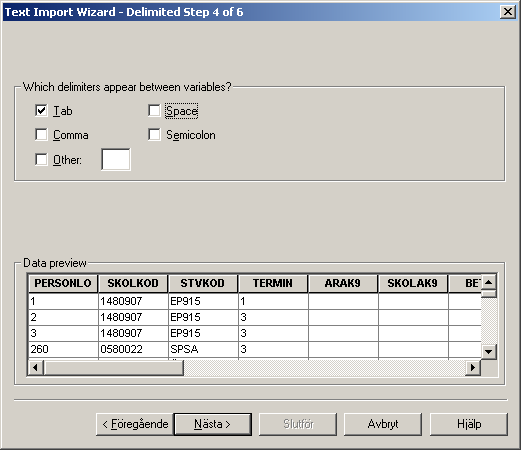 Text Import Wizard - Delimited Step 4 of 6
Which delimiters appear between variables?
Tab Space
Comma Semicolon
Other:
Data preview
PERSONLO SKOLKOD STVKOD TERMIN ARAK9 SKOLAK9 BET
1 1480907 EP915 1
2 1480907 EP915 3
3 1480907 EP915 3
260 0580022 SPSA 3
< Föregående Nästa > Slutför Avbryt Hjälp